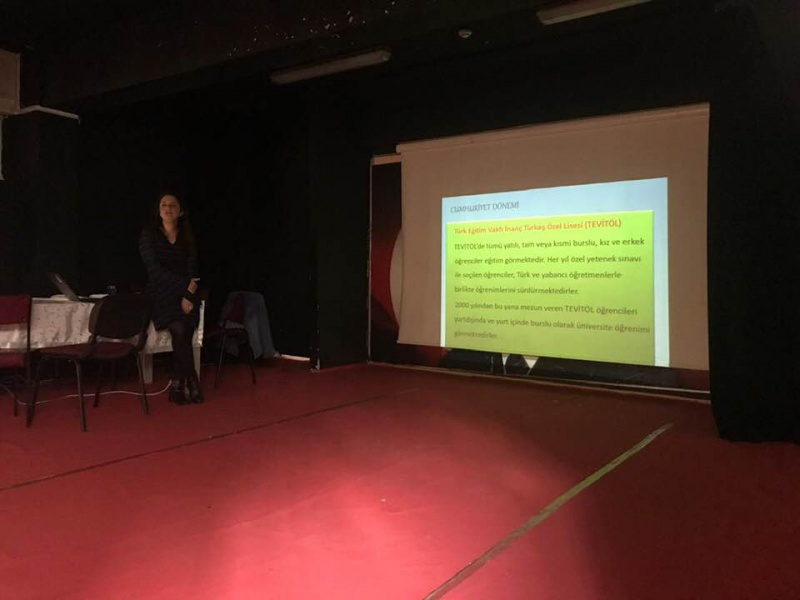 CUMHURİYET DÖNEMİ
Türk Eğitim Vakfı İnanç Türkeş Özel Lisesi (TEVİTÖL)
TEVİTÖL'de tümü yatılı, tam veya kısmi burslu, kız ve erkek
öğrenciler eğitim görmektedir. Her yıl özel yetenek sınavı
ile seçilen öğrenciler, Türk ve yabancı öğretmenlerle
birlikte öğrenimlerini sürdürmektedirler.
2000 yılından bu yana mezun veren TEVİTÖL öğrencileri
yurtdışında ve yurt içinde burslu olarak üniversite öğrenimi
görmektedirler.